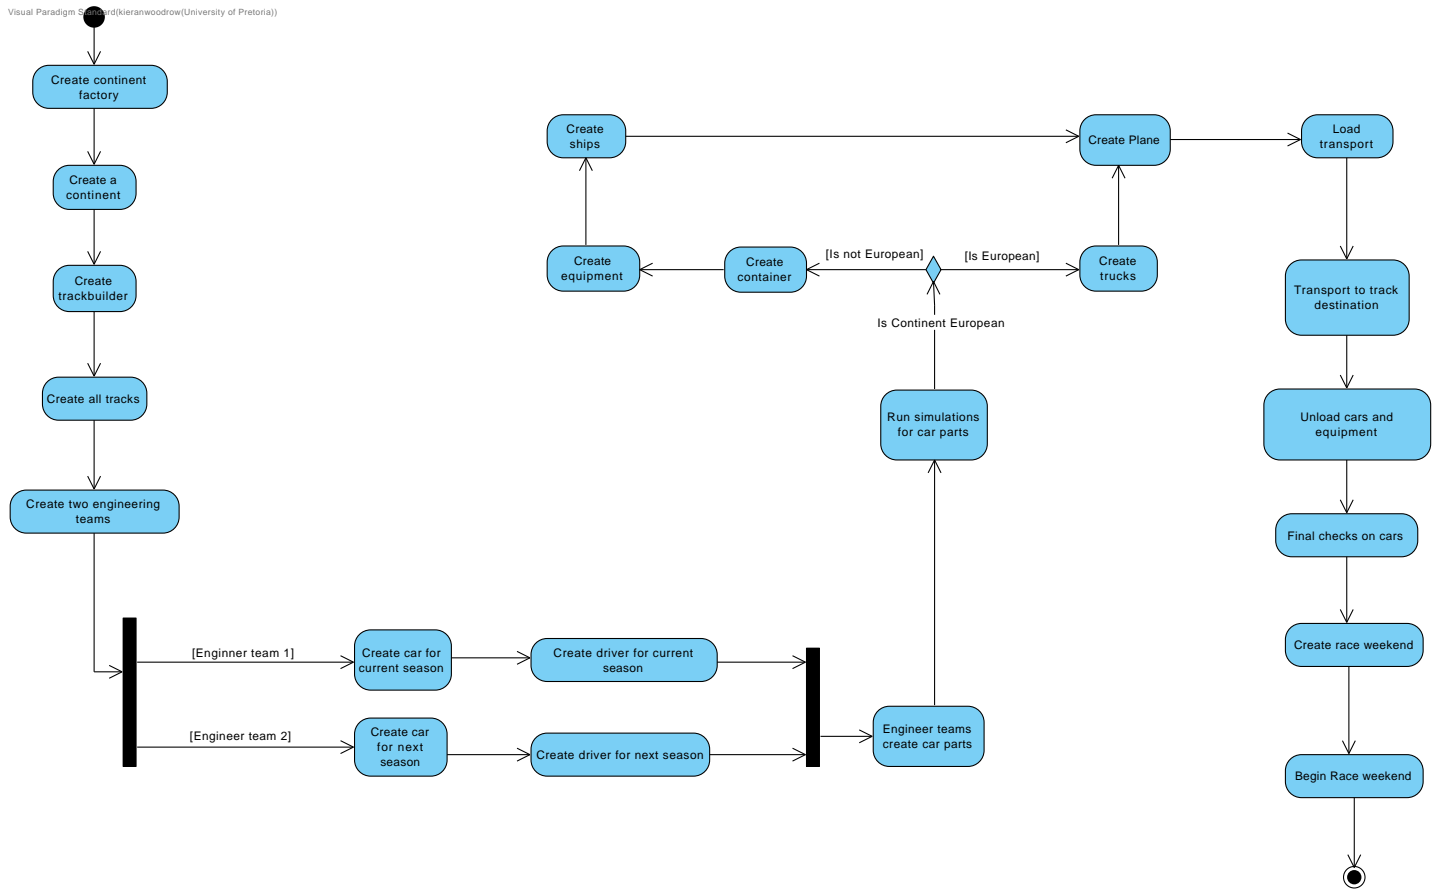 Visual Paradigm Standard(kieranwoodrow(University of Pretoria))
Create continent
factory
Create a
continent
Create
trackbuilder
Create all tracks
Create two engineering
teams
[Enginner team 1]
[Engineer team 2]
Create car for
current season
Create driver for current
season
Create car
for next
season
Create driver for next season
Engineer teams
create car parts
Run simulations
for car parts
Is Continent European
[Is not European]
[Is European]
Create
container
Create
equipment
Create
ships
Create
trucks
Create Plane
Load
transport
Transport to track
destination
Unload cars and
equipment
Final checks on cars
Create race weekend
Begin Race weekend